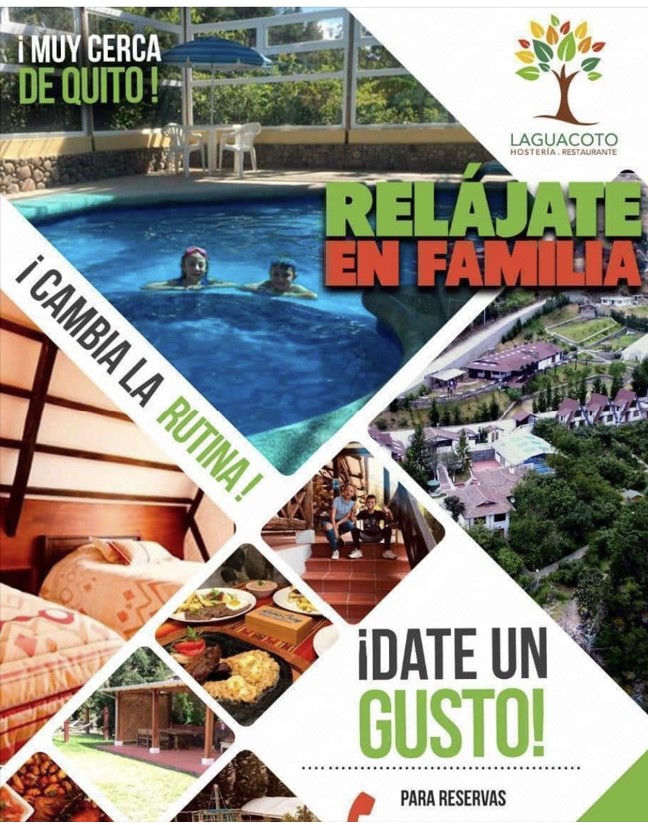 ¡ MUY CERCA
DE QUITO !
LAGUACOTO
HOSTERÍA . RESTAURANTE
RELÁJATE
EN FAMILIA
¡ CAMBIA LA RUTINA !
¡DATE UN
GUSTO!
PARA RESERVAS